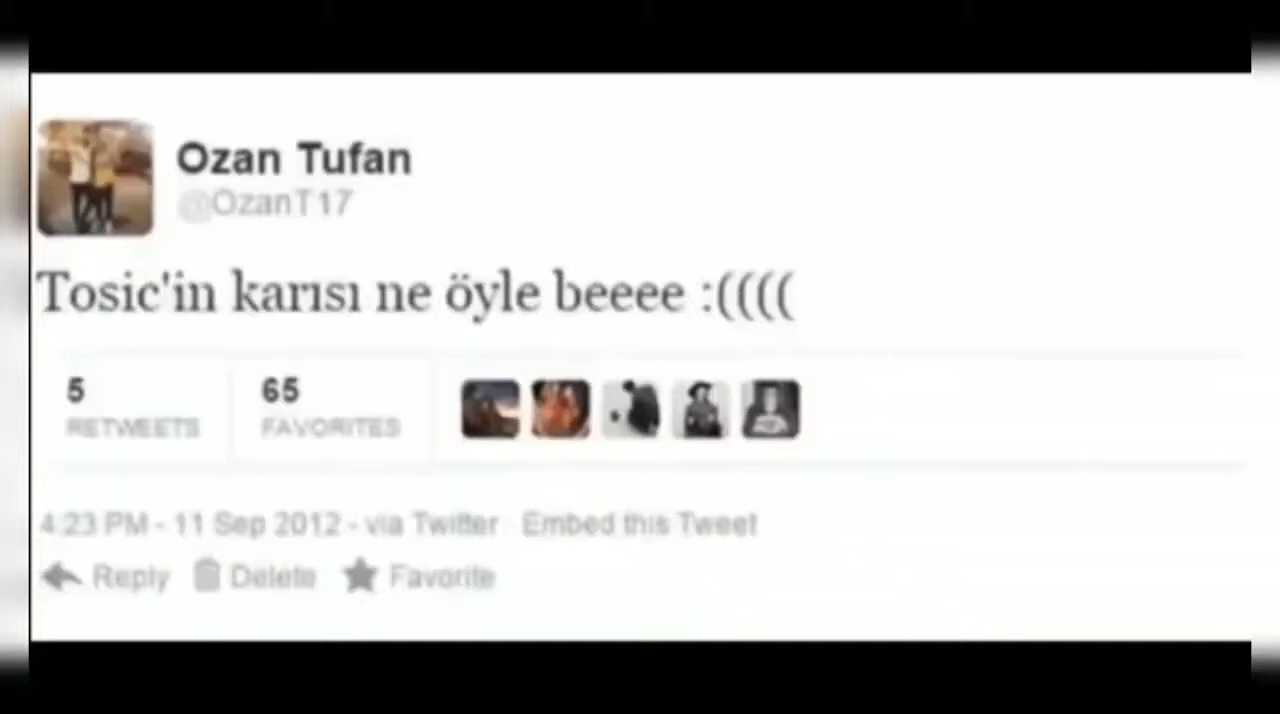 Ozan Tufan
@OzanT17
Tosic'in karısı ne öyle beeee :((((
5 65
RETWEETS FAVORITES
4:23 PM - 11 Sep 2012 - via Twitter · Embed this Tweet
Reply Delete Favorite